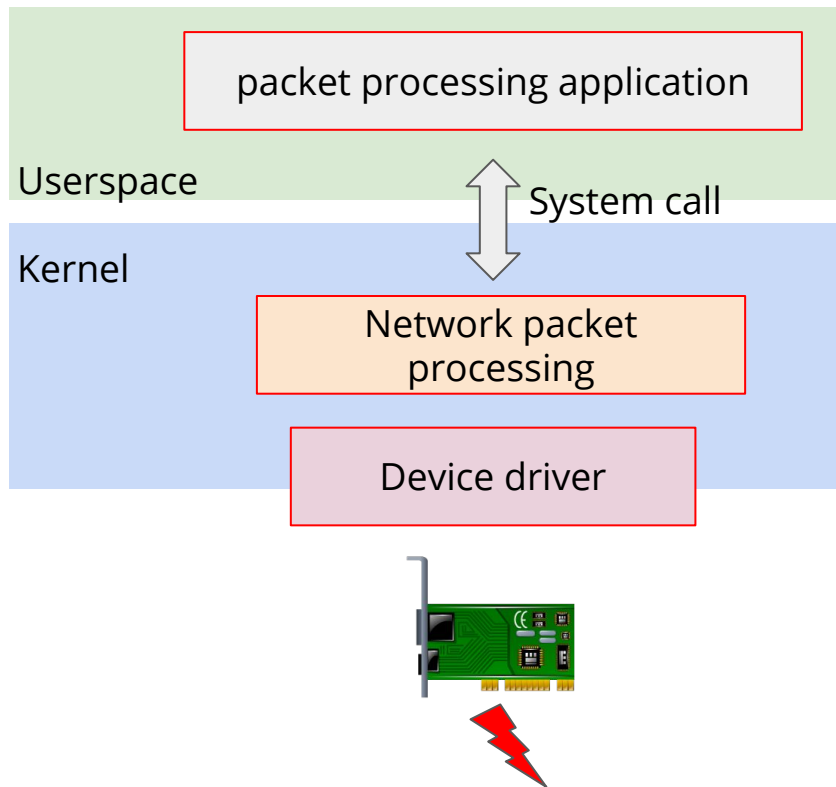 packet processing application
Userspace
System call
Kernel
Network packet
processing
Device driver
CE